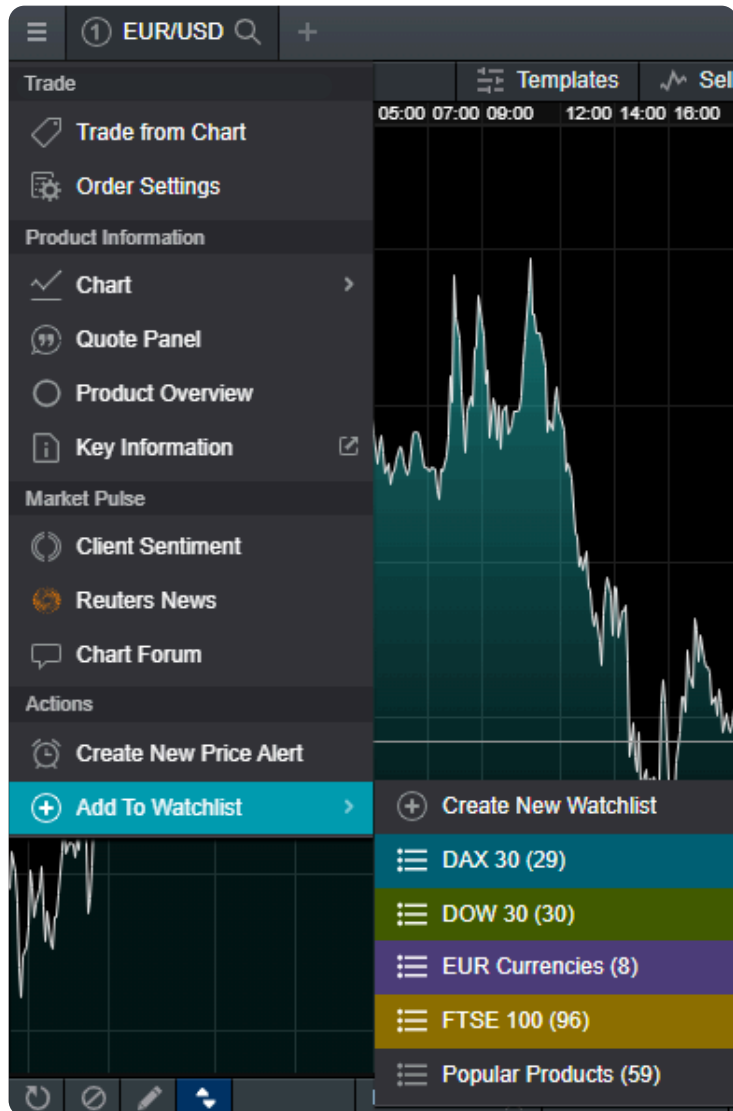 1 EUR/USD
Trade
Templates
05:00 07:00 09:00 12:00 14:00 16:00
Trade from Chart
Order Settings
Product Information
Chart
Quote Panel
Product Overview
Key Information
Market Pulse
Client Sentiment
Reuters News
Chart Forum
Actions
Create New Price Alert
Add To Watchlist
Create New Watchlist
DAX 30 (29)
DOW 30 (30)
EUR Currencies (8)
FTSE 100 (96)
Popular Products (59)